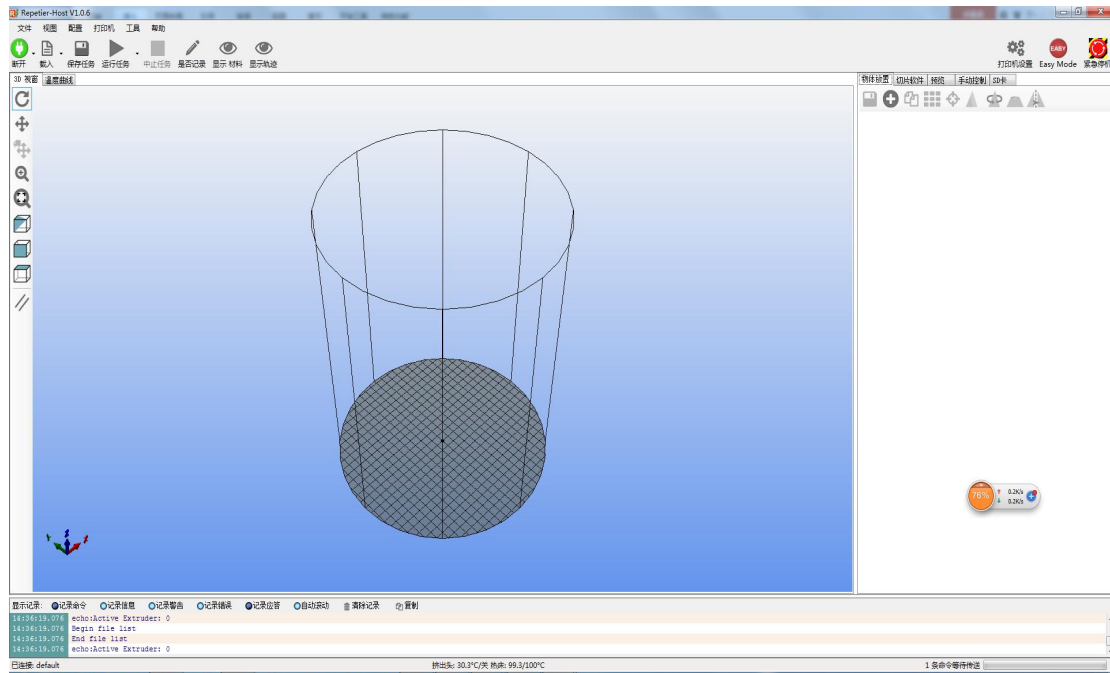 Repetier-Host V1.0.6
文件 视图 配置 打印机 工具 帮助
断开 载入 保存任务 运行任务 中止任务 是否记录 显示 材料 显示轨迹 打印机设置 Easy Mode 紧急停机
EASY
3D 视窗 温度曲线 物体放置 切片软件 预览 手动控制 SD卡
76% 0.2K/s
0.2K/s
显示记录: 记录命令 记录信息 记录警告 记录错误 记录应答 自动滚动 清除记录 复制
14:36:19.076 echo:Active Extruder: 0
14:36:19.076 Begin file list
14:36:19.076 End file list
14:36:19.076 echo:Active Extruder: 0
已连接: default 挤出头: 30.3°C/关 热床: 99.3/100°C 1 条命令等待传送